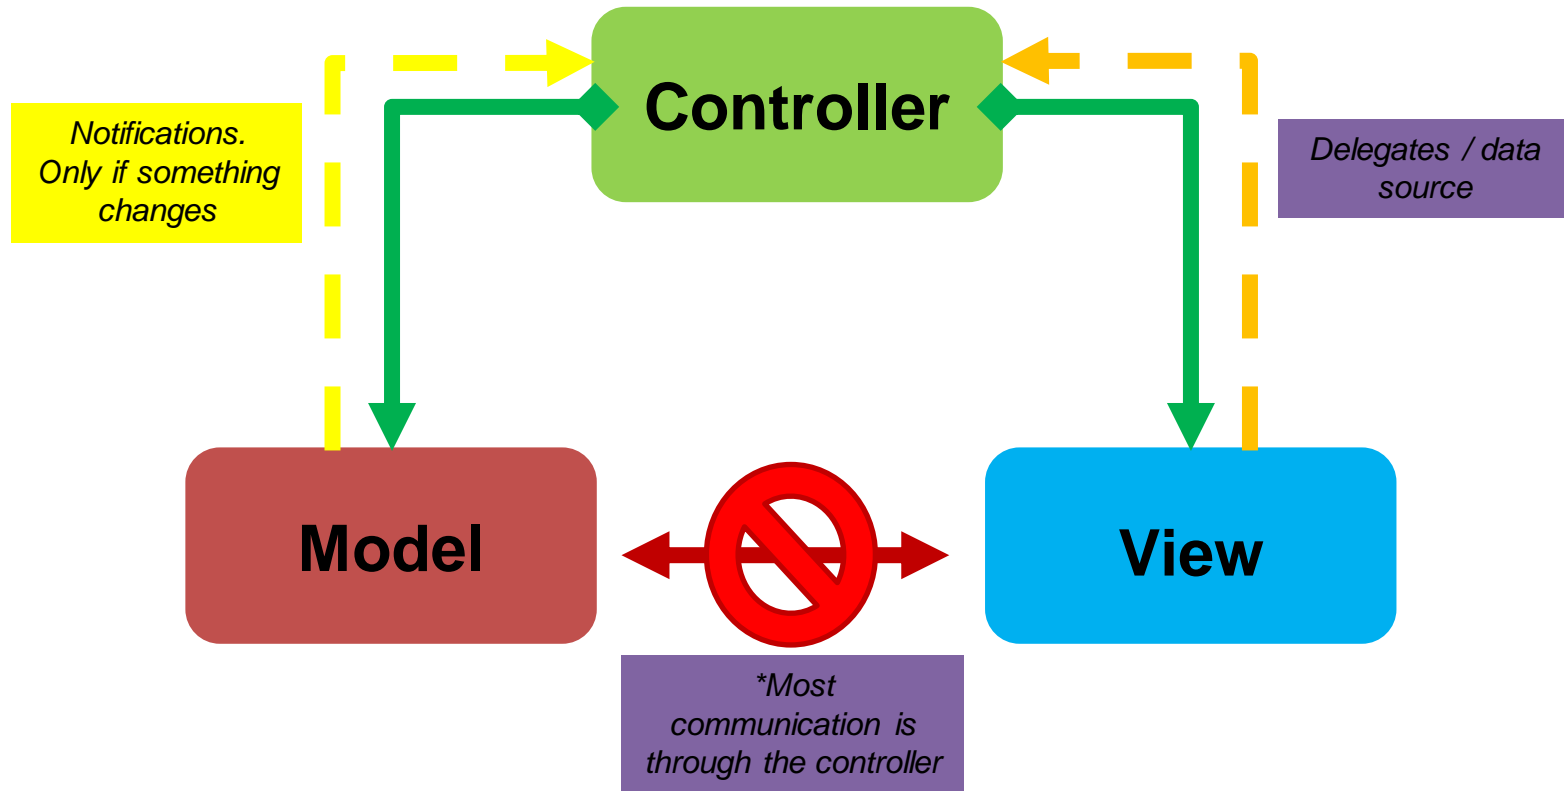 Controller
Notifications.
Only if something
changes
Delegates / data
source
Model
View
*Most
communication is
through the controller